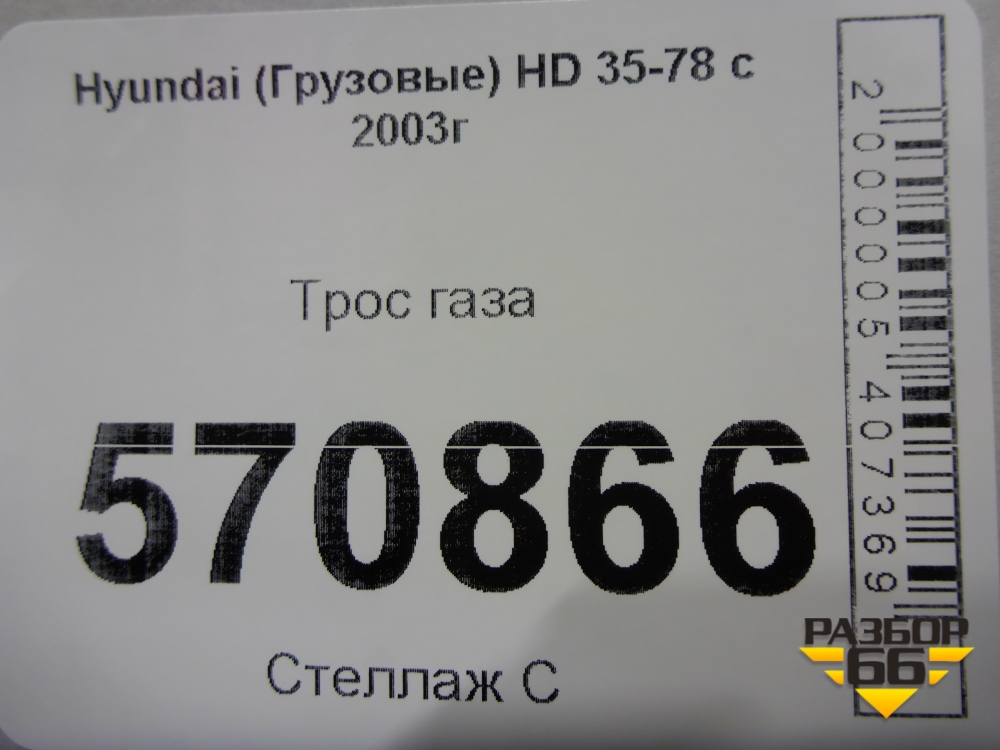 Hyundai (Грузовые) HD 35-78 с
2003г
Трос газа
570866
Стеллаж С
2000005407369
РАЗБОР
66